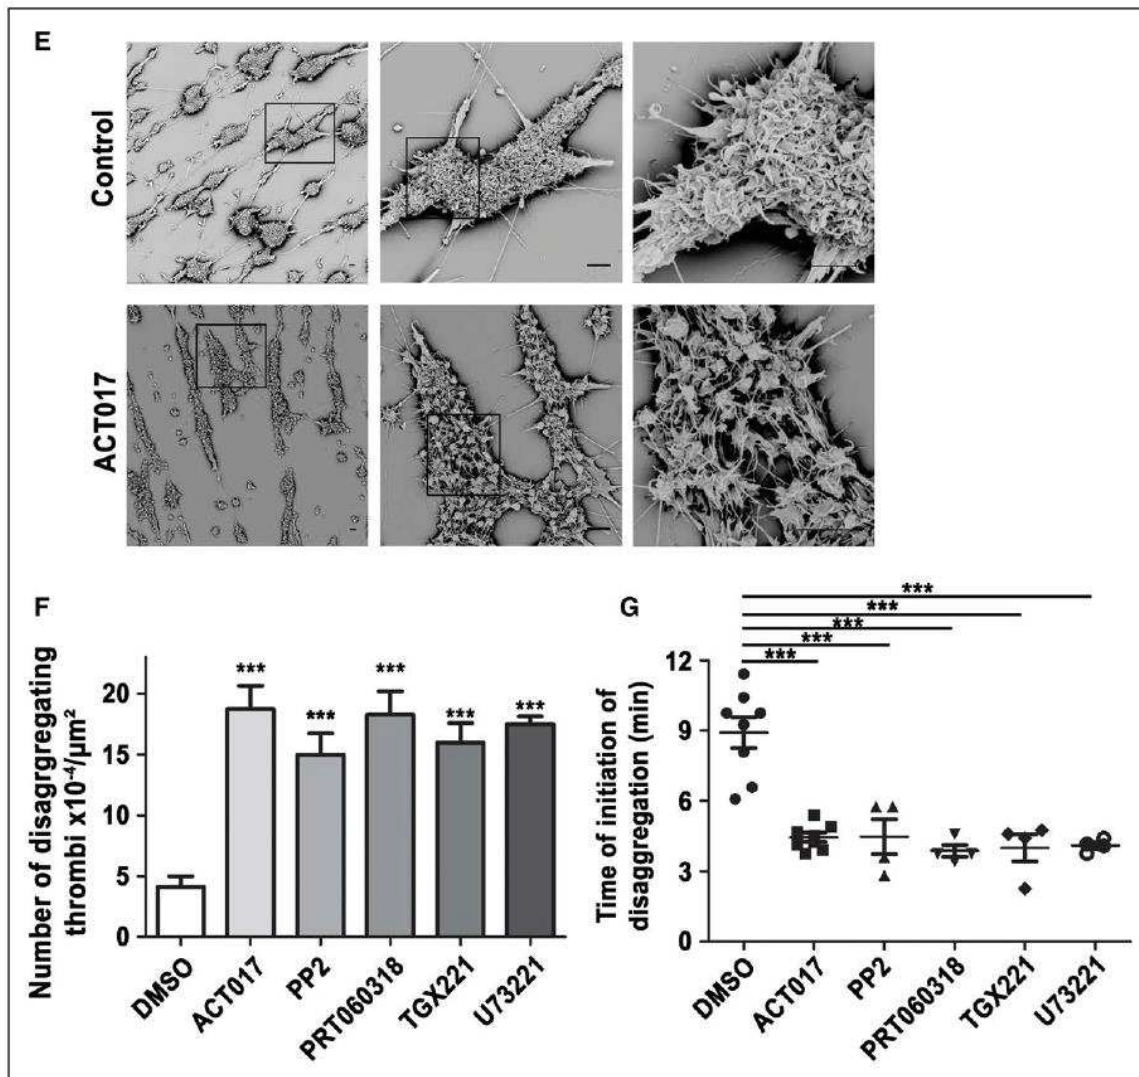 E
Control
ACT017
F
Number of disagrgregating
thrombi x10⁻⁴/µm²
20
15
10
5
0
***
***
***
***
***
DMSO
ACT017
PP2
PRT060318
TGX221
U73221
G
Time of initiation of
disaggregation (min)
***
***
***
***
***
12
9
6
3
0
DMSO
ACT017
PP2
PRT060318
TGX221
U73221